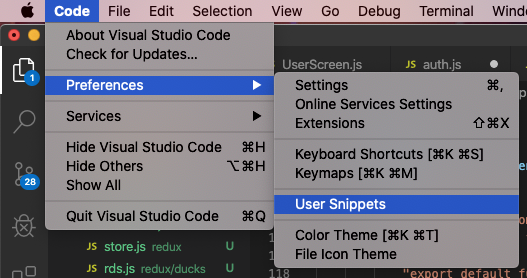 Code File Edit Selection View Go Debug Terminal Window
About Visual Studio Code
Check for Updates...
Preferences
Services
Hide Visual Studio Code ⌘H
Hide Others ⌥⌘H
Show All
Quit Visual Studio Code ⌘Q
Settings ⌘,
Online Services Settings
Extensions ⇧⌘X
Keyboard Shortcuts [⌘K ⌘S]
Keymaps [⌘K ⌘M]
User Snippets
Color Theme [⌘K ⌘T]
File Icon Theme
UserScreen.js
JS auth.js
1
28
JS store.js redux U
JS rds.js redux/ducks U
118 "export default f